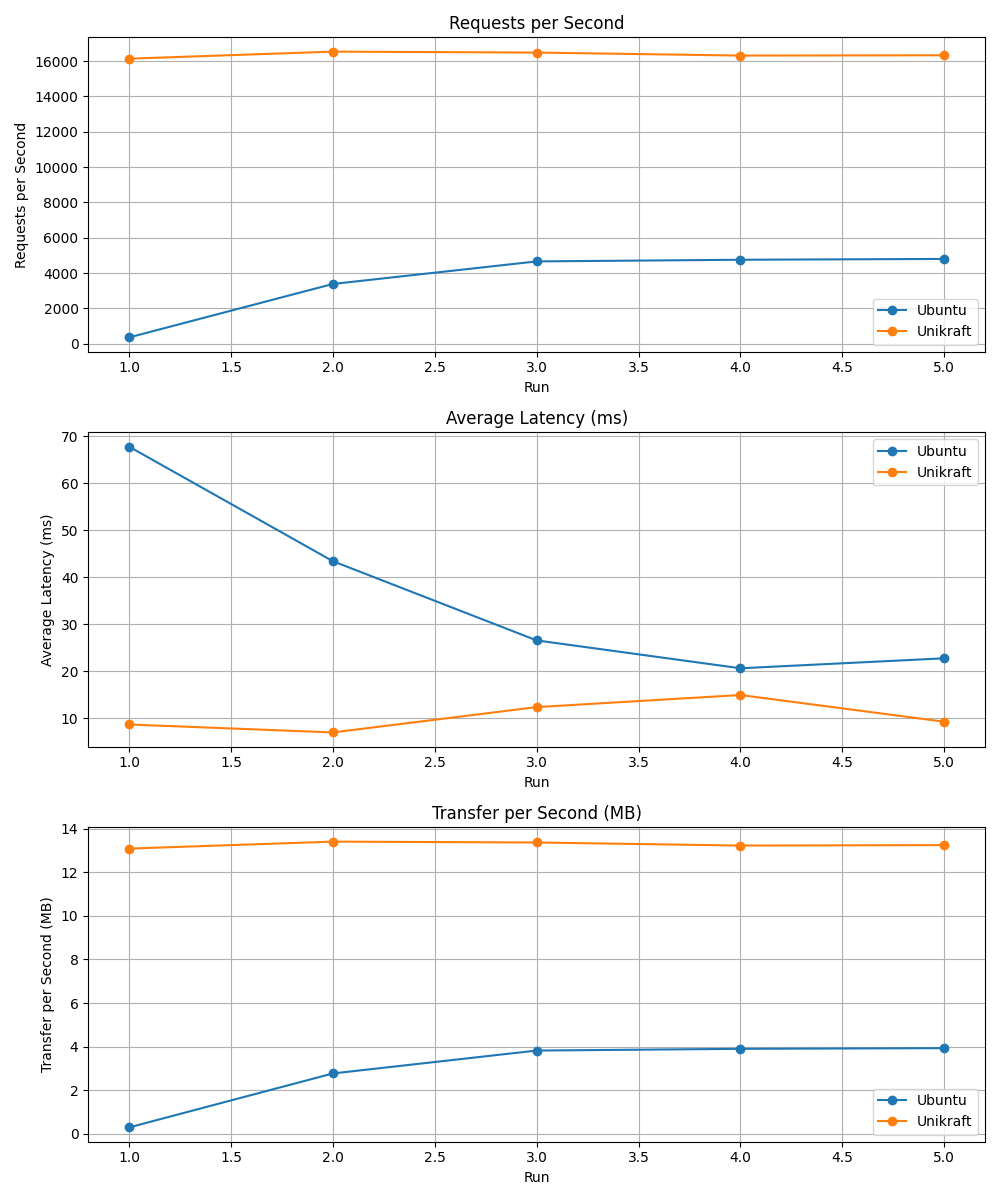 Requests per Second
Requests per Second
16000
14000
12000
10000
8000
6000
4000
2000
0
Ubuntu
Unikraft
1.0 1.5 2.0 2.5 3.0 3.5 4.0 4.5 5.0
Run
Average Latency (ms)
Average Latency (ms)
70
60
50
40
30
20
10
Ubuntu
Unikraft
1.0 1.5 2.0 2.5 3.0 3.5 4.0 4.5 5.0
Run
Transfer per Second (MB)
Transfer per Second (MB)
14
12
10
8
6
4
2
0
Ubuntu
Unikraft
1.0 1.5 2.0 2.5 3.0 3.5 4.0 4.5 5.0
Run